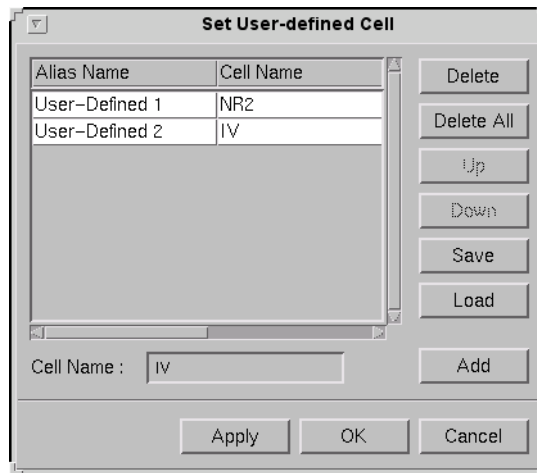 Set User-defined Cell
Alias Name Cell Name
User-Defined 1 NR2
User-Defined 2 IV
Delete
Delete All
Up
Down
Save
Load
Cell Name : IV
Add
Apply OK Cancel